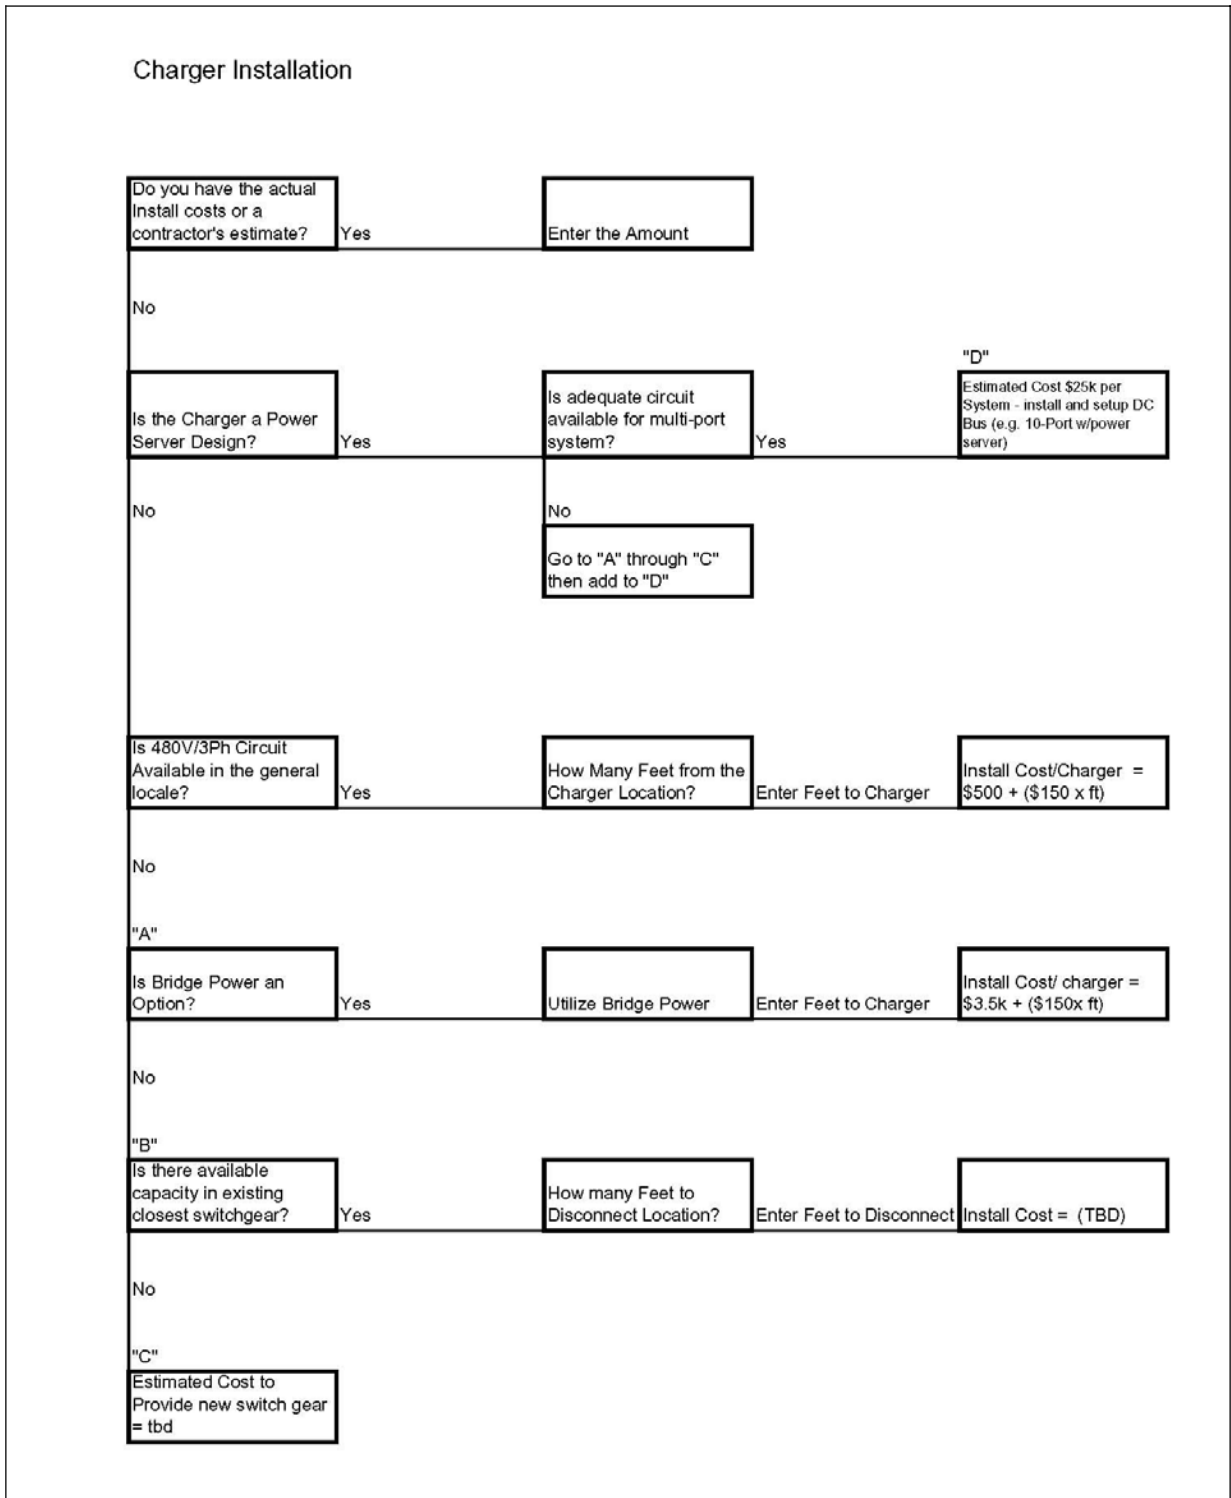 Charger Installation
Do you have the actual
Install costs or a
contractor's estimate?
Yes
Enter the Amount
No
"D"
Is the Charger a Power
Server Design?
Yes
Is adequate circuit
available for multi-port
system?
Yes
Estimated Cost $25k per
System - install and setup DC
Bus (e.g. 10-Port w/power
server)
No
No
Go to "A" through "C"
then add to "D"
Is 480V/3Ph Circuit
Available in the general
locale?
Yes
How Many Feet from the
Charger Location?
Enter Feet to Charger
Install Cost/Charger =
$500 + ($150 x ft)
No
"A"
Is Bridge Power an
Option?
Yes
Utilize Bridge Power
Enter Feet to Charger
Install Cost/ charger =
$3.5k + ($150x ft)
No
"B"
Is there available
capacity in existing
closest switchgear?
Yes
How many Feet to
Disconnect Location?
Enter Feet to Disconnect
Install Cost = (TBD)
No
"C"
Estimated Cost to
Provide new switch gear
= tbd